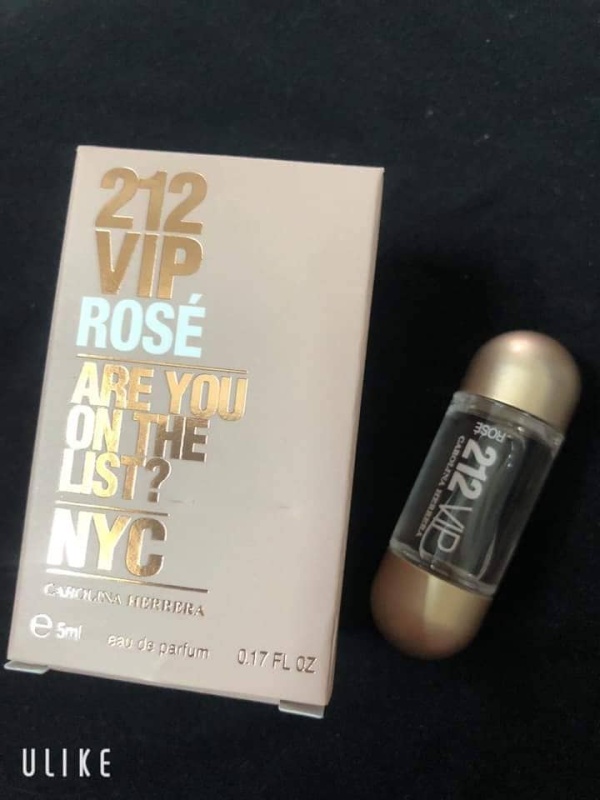 212
VIP
ROSÉ
ARE YOU
ON THE
LIST?
NYC
CAROLINA HERRERA
e 5ml
eau de parfum
0.17 FL OZ
212 VIP
ROSÉ
CAROLINA HERRERA
ULIKE